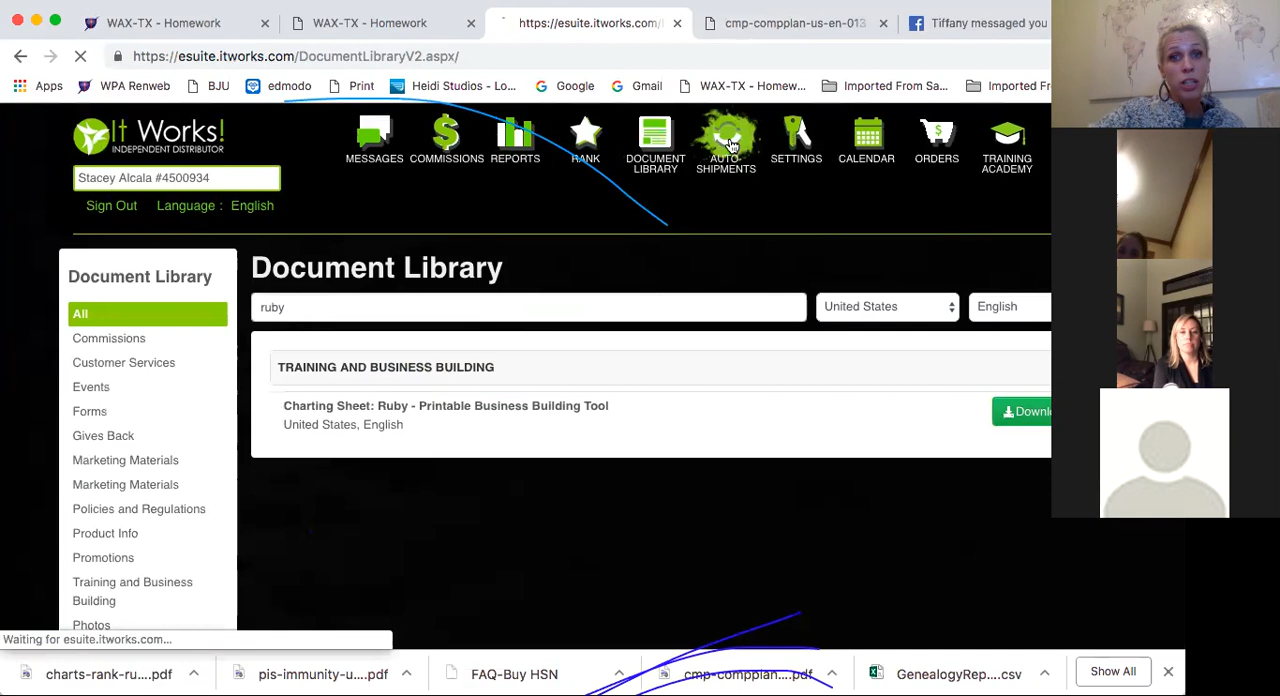 WAX-TX - Homework
WAX-TX - Homework
https://esuite.itworks.com/
cmp-compplan-us-en-013
Tiffany messaged you
https://esuite.itworks.com/DocumentLibraryV2.aspx/
Apps WPA Renweb BJU edmodo Print Heidi Studios - Lo... Google Gmail WAX-TX - Homew... Imported From Sa... Imported Fr
It Works!
INDEPENDENT DISTRIBUTOR
MESSAGES COMMISSIONS REPORTS RANK DOCUMENT LIBRARY AUTO SHIPMENTS SETTINGS CALENDAR ORDERS TRAINING ACADEMY
Stacey Alcala #4500934
Sign Out Language : English
Document Library
All
Commissions
Customer Services
Events
Forms
Gives Back
Marketing Materials
Marketing Materials
Policies and Regulations
Product Info
Promotions
Training and Business
Building
Photos
Document Library
ruby United States English
TRAINING AND BUSINESS BUILDING
Charting Sheet: Ruby - Printable Business Building Tool
United States, English
Downl
Waiting for esuite.itworks.com...
charts-rank-ru....pdf pis-immunity-u....pdf FAQ-Buy HSN cmp-compplan....pdf GenealogyRep....csv Show All